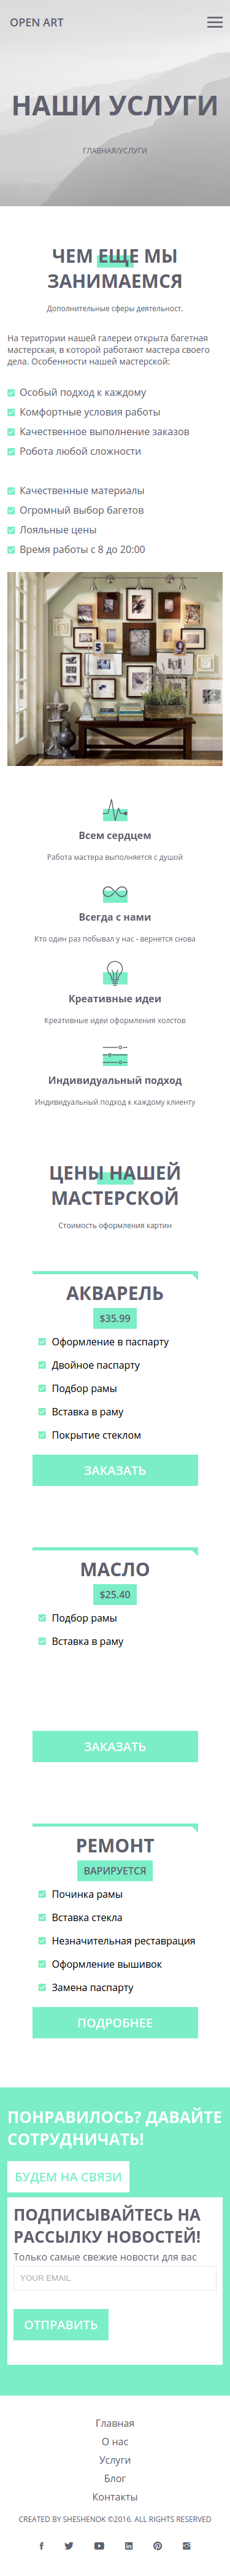 OPEN ART
НАШИ УСЛУГИ
ГЛАВНАЯ/УСЛУГИ
ЧЕМ ЕЩЕ МЫ
ЗАНИМАЕМСЯ
Дополнительные сферы деятельност.
На територии нашей галереи открыта багетная
мастерская, в которой работают мастера своего
дела. Особенности нашей мастерской:
Особый подход к каждому
Комфортные условия работы
Качественное выполнение заказов
Робота любой сложности
Качественные материалы
Огромный выбор багетов
Лояльные цены
Время работы с 8 до 20:00
Всем сердцем
Работа мастера выполняется с душой
Всегда с нами
Кто один раз побывал у нас - вернется снова
Креативные идеи
Креативные идеи оформления холстов
Индивидуальный подход
Индивидуальный подход к каждому клиенту
ЦЕНЫ НАШЕЙ
МАСТЕРСКОЙ
Стоимость оформления картин
АКВАРЕЛЬ
$35.99
Оформление в паспарту
Двойное паспарту
Подбор рамы
Вставка в раму
Покрытие стеклом
ЗАКАЗАТЬ
МАСЛО
$25.40
Подбор рамы
Вставка в раму
ЗАКАЗАТЬ
РЕМОНТ
ВАРИРУЕТСЯ
Починка рамы
Вставка стекла
Незначительная реставрация
Оформление вышивок
Замена паспарту
ПОДРОБНЕЕ
ПОНРАВИЛОСЬ? ДАВАЙТЕ
СОТРУДНИЧАТЬ!
БУДЕМ НА СВЯЗИ
ПОДПИСЫВАЙТЕСЬ НА
РАССЫЛКУ НОВОСТЕЙ!
Только самые свежие новости для вас
YOUR EMAIL
ОТПРАВИТЬ
Главная
О нас
Услуги
Блог
Контакты
CREATED BY SHESHENOK ©2016. ALL RIGHTS RESERVED